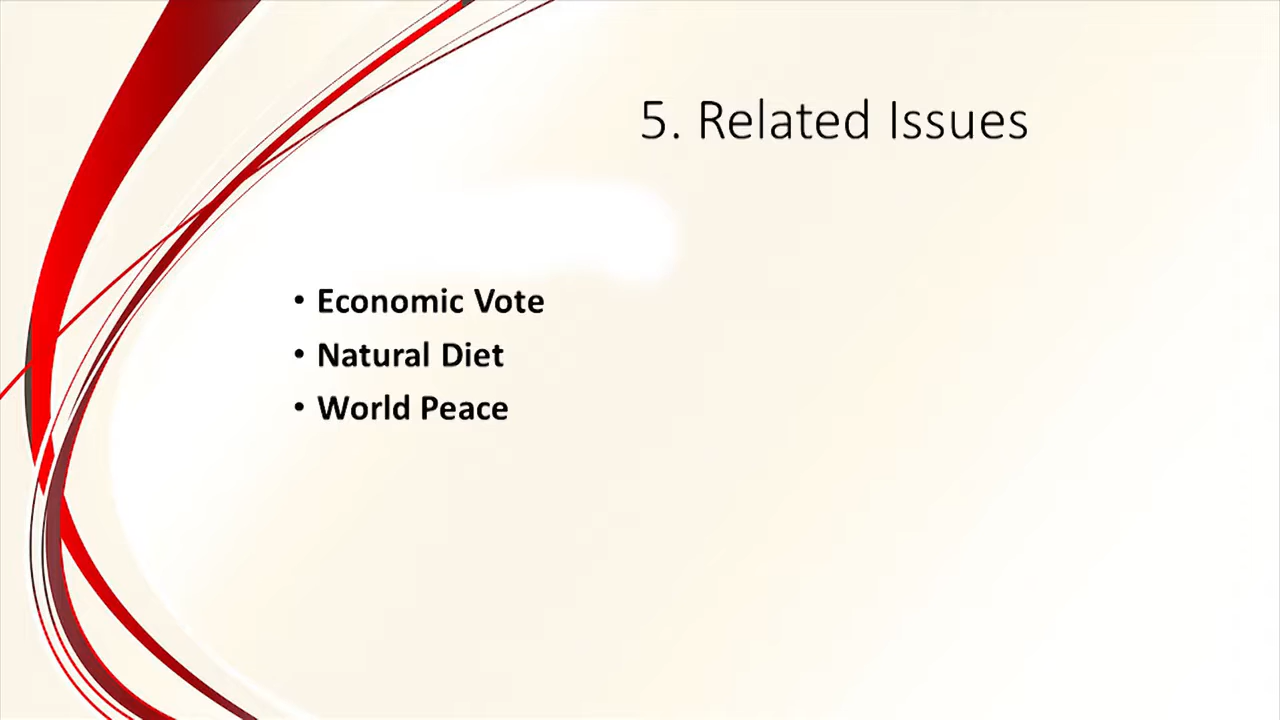 5. Related Issues
• Economic Vote
• Natural Diet
• World Peace